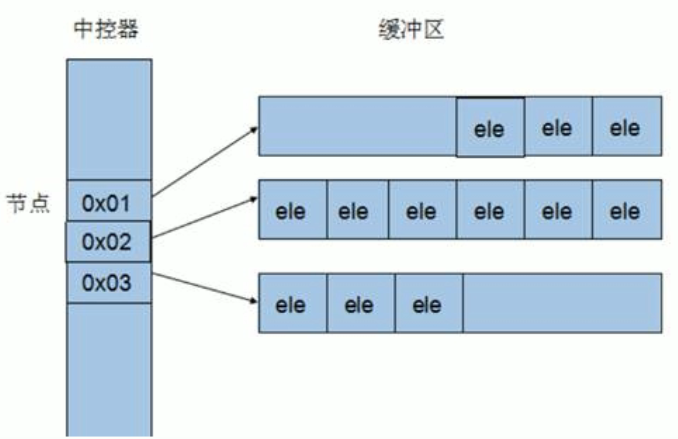 中控器
缓冲区
ele ele ele
节点 0x01
ele ele ele ele ele ele
0x02
0x03
ele ele ele